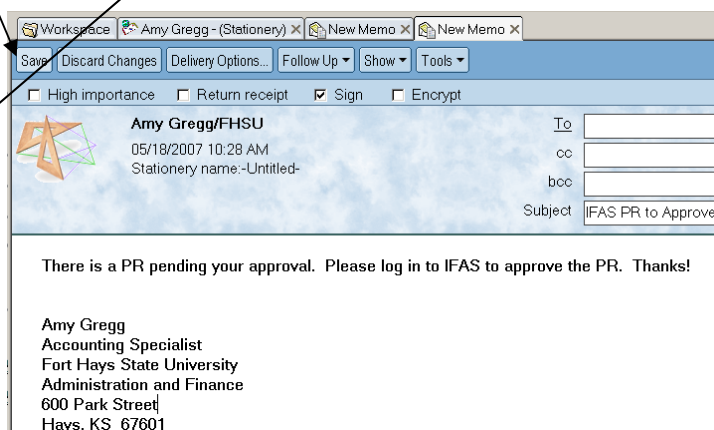 Workspace Amy Gregg - (Stationery) New Memo New Memo
Save Discard Changes Delivery Options... Follow Up Show Tools
High importance Return receipt Sign Encrypt
Amy Gregg/FHSU To
05/18/2007 10:28 AM cc
Stationery name:-Untitled-
bcc
Subject IFAS PR to Approve
There is a PR pending your approval. Please log in to IFAS to approve the PR. Thanks!
Amy Gregg
Accounting Specialist
Fort Hays State University
Administration and Finance
600 Park Street
Hays, KS 67601